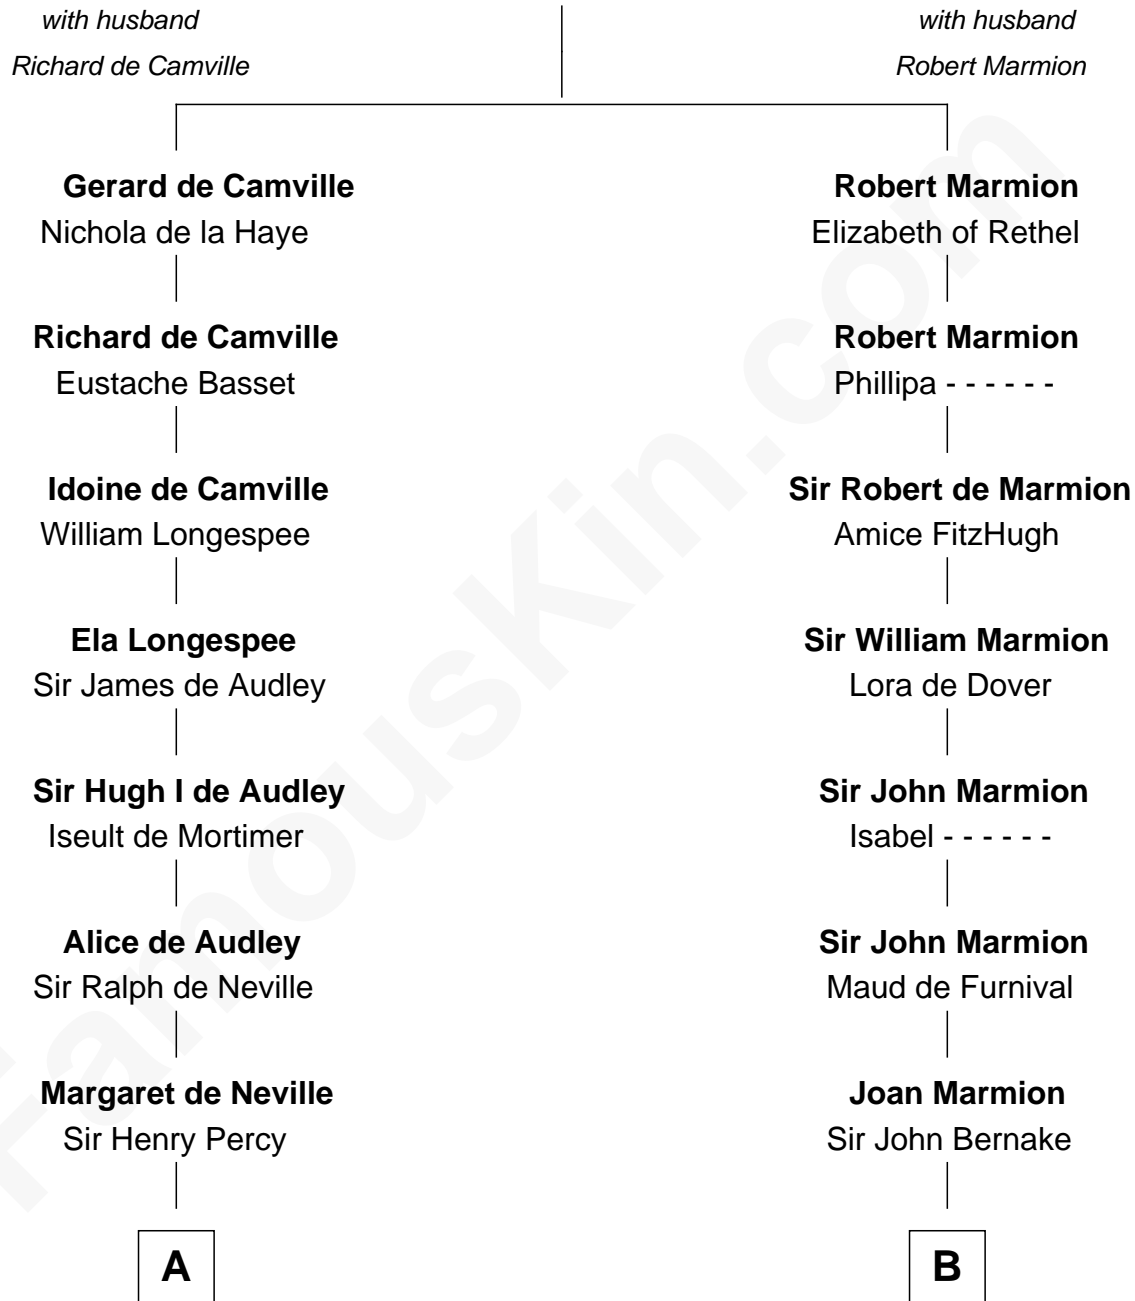 with husband
Richard de Camville
with husband
Robert Marmion
Gerard de Camville
Nichola de la Haye
Robert Marmion
Elizabeth of Rethel
Richard de Camville
Eustache Basset
Robert Marmion
Phillipa - - - - - -
Idoine de Camville
William Longespee
Sir Robert de Marmion
Amice FitzHugh
Ela Longespee
Sir James de Audley
Sir William Marmion
Lora de Dover
Sir Hugh I de Audley
Iseult de Mortimer
Sir John Marmion
Isabel - - - - - -
Alice de Audley
Sir Ralph de Neville
Sir John Marmion
Maud de Furnival
Margaret de Neville
Sir Henry Percy
Joan Marmion
Sir John Bernake
A
B
FamousKin.com